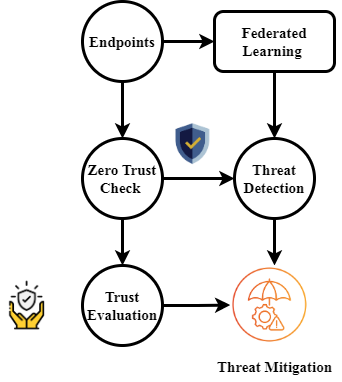 Endpoints
Federated
Learning
Zero Trust
Check
Threat
Detection
Trust
Evaluation
Threat Mitigation